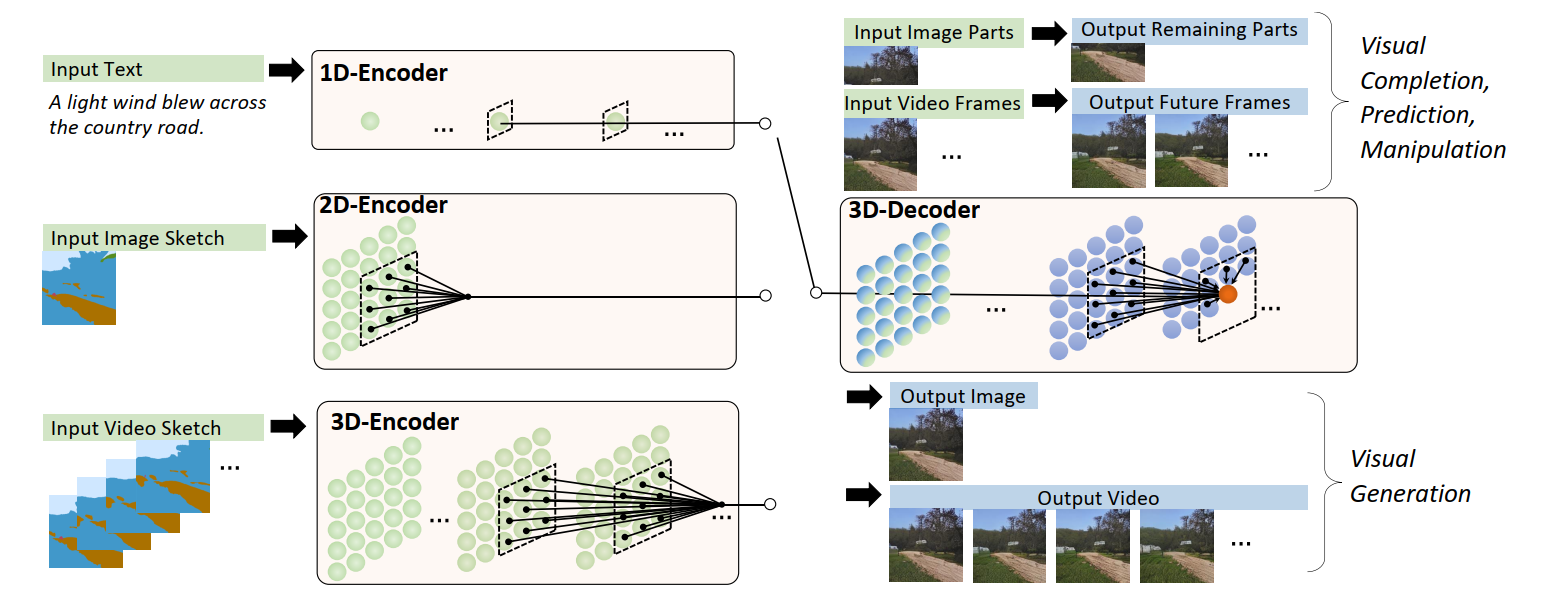 Input Text
A light wind blew across
the country road.
1D-Encoder
...
...
Input Image Sketch
2D-Encoder
Input Video Sketch
...
3D-Encoder
...
...
Input Image Parts
Output Remaining Parts
Input Video Frames
Output Future Frames
...
...
Visual
Completion,
Prediction,
Manipulation
3D-Decoder
...
...
Output Image
Output Video
...
Visual
Generation